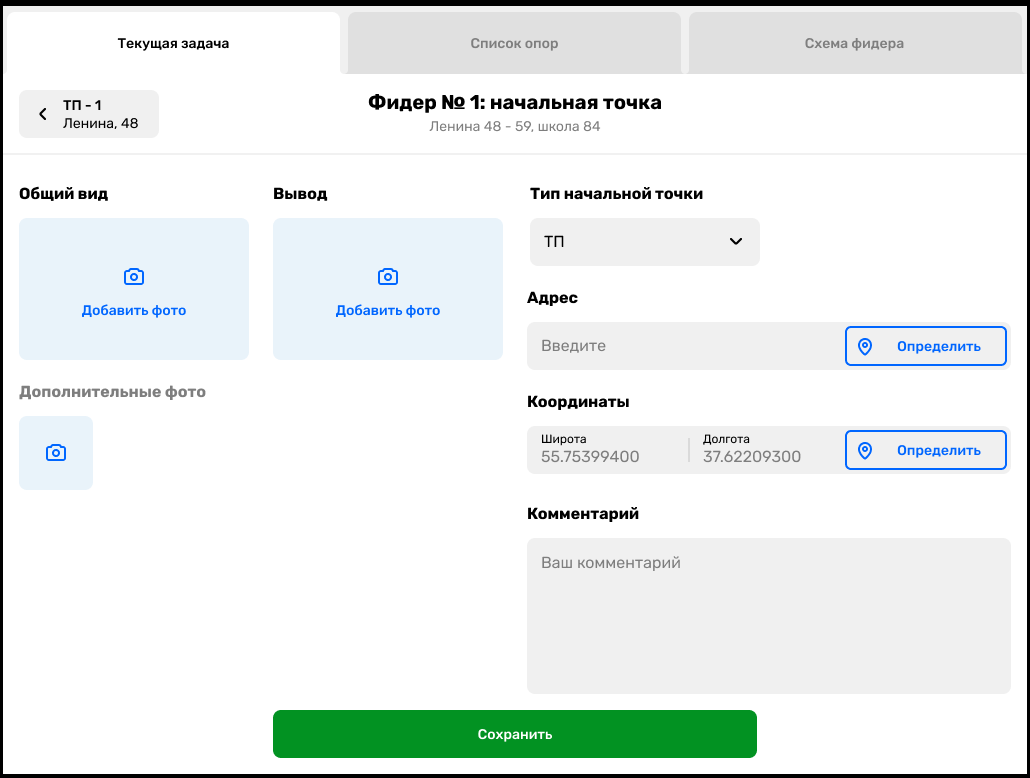 Текущая задача
Список опор
Схема фидера
ТП - 1
Ленина, 48
Фидер № 1: начальная точка
Ленина 48 - 59, школа 84
Общий вид
Вывод
Тип начальной точки
Добавить фото
Добавить фото
ТП
Адрес
Введите
Определить
Дополнительные фото
Координаты
Широта
55.75399400
Долгота
37.62209300
Определить
Комментарий
Ваш комментарий
Сохранить